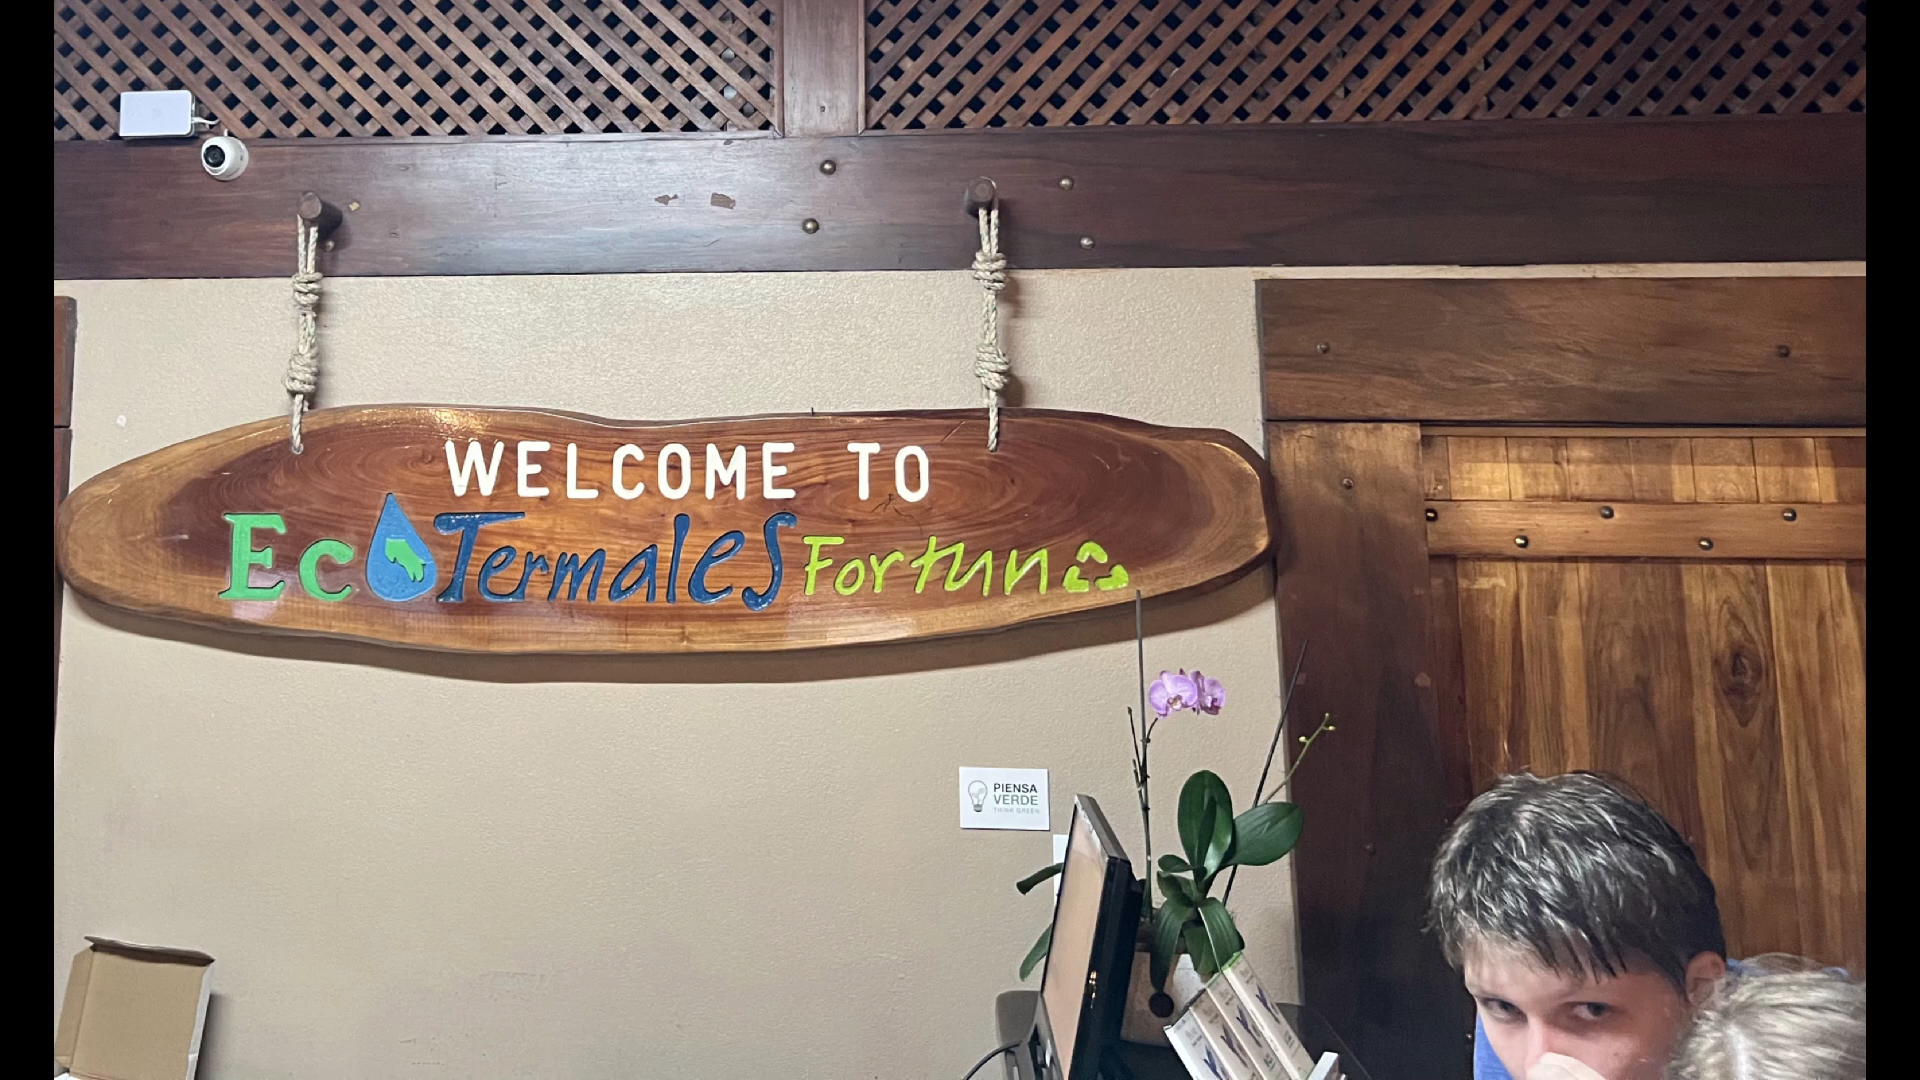 WELCOME TO
EcoTermales Fortuna
PIENSA
VERDE
THINK GREEN